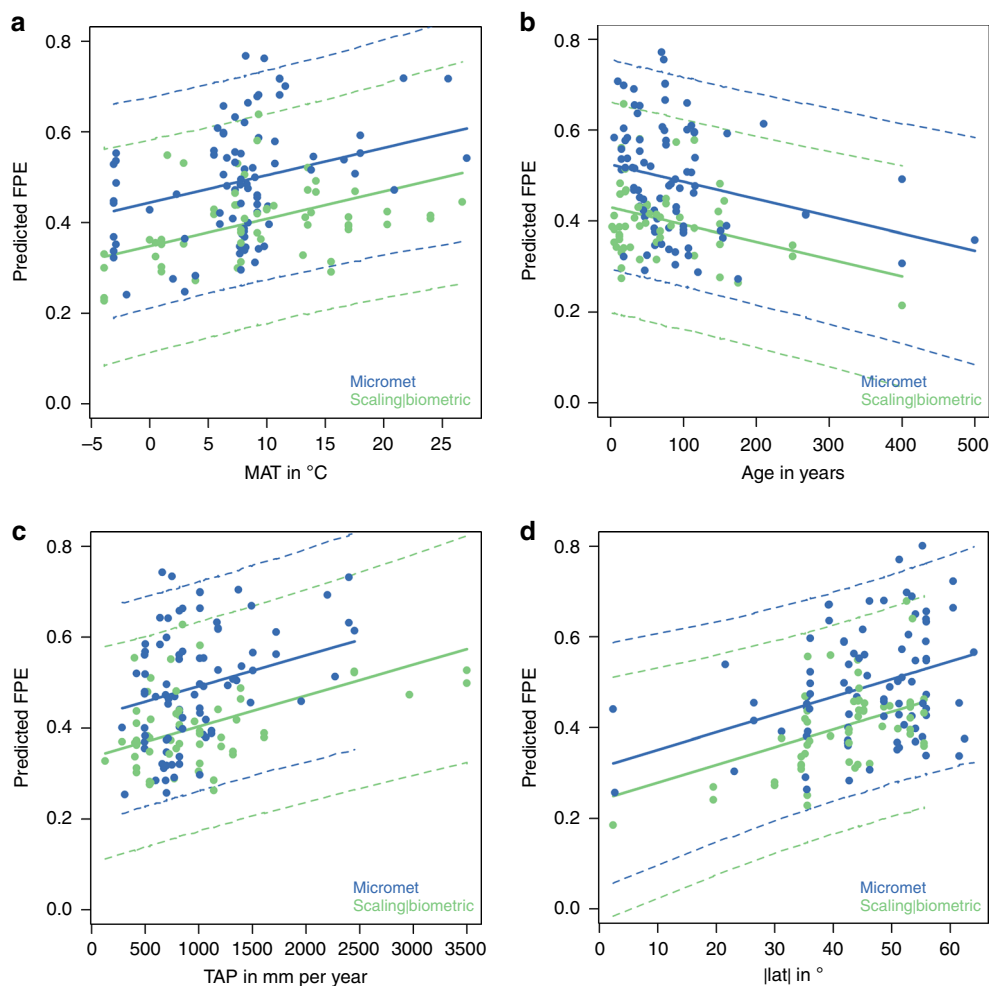 a
0.8
0.6
0.4
0.2
0.0
Predicted FPE
Micromet
Scaling|biometric
–5 0 5 10 15 20 25
MAT in °C
b
0.8
0.6
0.4
0.2
0.0
Predicted FPE
Micromet
Scaling|biometric
0 100 200 300 400 500
Age in years
c
0.8
0.6
0.4
0.2
0.0
Predicted FPE
Micromet
Scaling|biometric
0 500 1000 1500 2000 2500 3000 3500
TAP in mm per year
d
0.8
0.6
0.4
0.2
0.0
Predicted FPE
Micromet
Scaling|biometric
0 10 20 30 40 50 60
|lat| in °